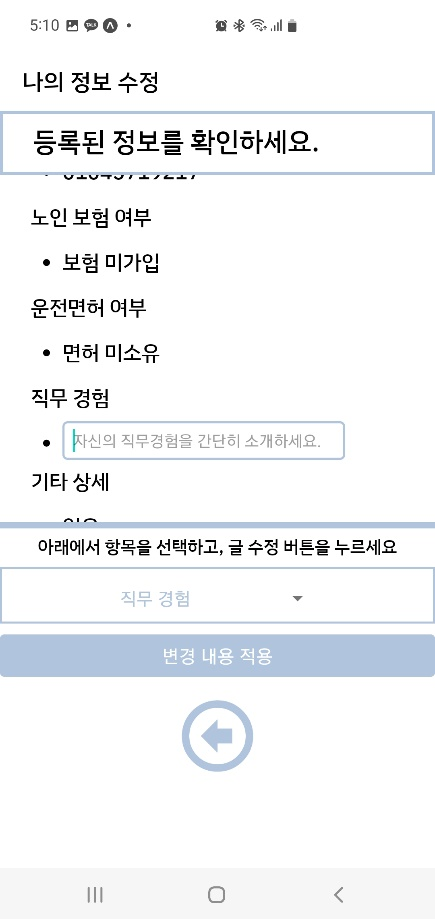 5:10
나의 정보 수정
등록된 정보를 확인하세요.
노인 보험 여부
• 보험 미가입
운전면허 여부
• 면허 미소유
직무 경험
• 자신의 직무경험을 간단히 소개하세요.
기타 상세
아래에서 항목을 선택하고, 글 수정 버튼을 누르세요
직무 경험
변경 내용 적용